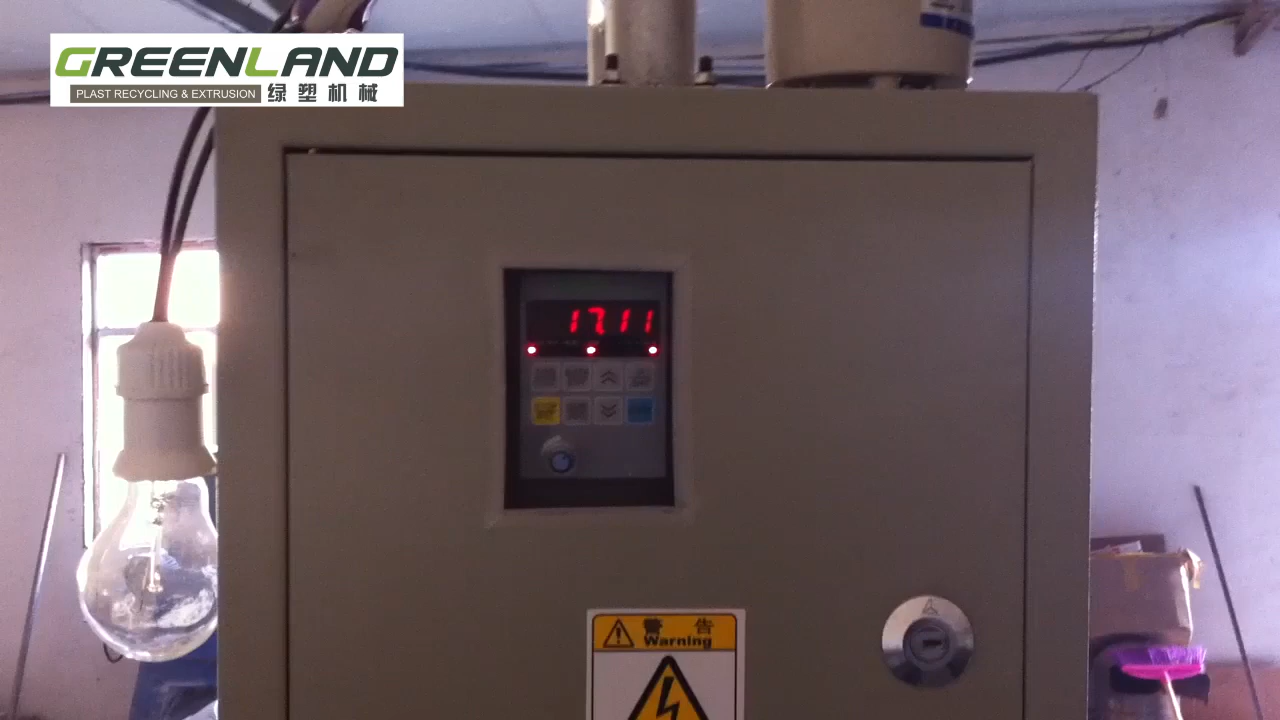 GREENLAND
PLAST RECYCLING & EXTRUSION 绿塑机械
17.11
警告
Warning